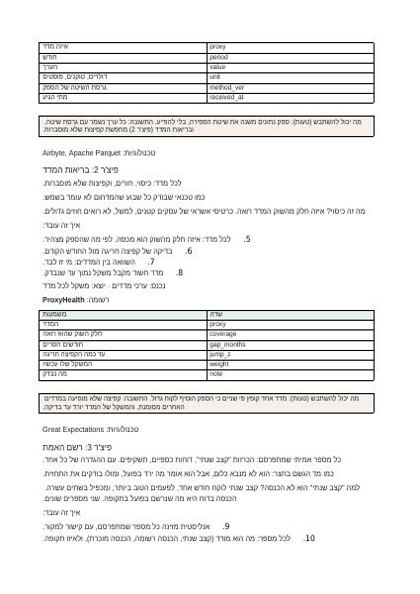 איזה מדד proxy
חודש period
הערך value
דולרים, טוקנים, פוסטים unit
גרסת השיטה של הספק method_ver
מתי הגיע received_at
מה יכול להשתבש (טעות): ספק נתונים משנה את שיטת הספירה, בלי להודיע. התשובה: כל ערך נשמר עם גרסת שיטה,
ובריאות המדד (פיצ'ר 2) מחפשת קפיצות שלא מוסברות.
טכנולוגיות: Airbyte, Apache Parquet
פיצ'ר 2: בריאות המדד
לכל מדד: כיסוי, חורים, וקפיצות שלא מוסברות.
כמו טכנאי שבודק כל שבוע שהמדחום לא עומד בשמש.
מה זה כיסוי? איזה חלק מהשוק המדד רואה. כרטיסי אשראי של עסקים קטנים, למשל, לא רואים חוזים גדולים.
איך זה עובד:
5. לכל מדד: איזה חלק מהשוק הוא מכסה, לפי מה שהספק מצהיר.
6. בדיקה של קפיצה חריגה מול החודש הקודם.
7. השוואה בין המדדים: מי זז לבד.
8. מדד חשוד מקבל משקל נמוך עד שנבדק.
נכנס: ערכי מדדים · יוצא: משקל לכל מדד
רשומה: ProxyHealth
שדה משמעות
proxy המדד
coverage חלק השוק שהוא רואה
gap_months חודשים חסרים
jump_z עד כמה הקפיצה חריגה
weight המשקל שלו עכשיו
note מה נבדק
מה יכול להשתבש (טעות): מדד אחד קופץ פי שניים כי הספק הוסיף לקוח גדול. התשובה: קפיצה שלא מופיעה במדדים
האחרים מסומנת, והמשקל של המדד יורד עד בדיקה.
טכנולוגיות: Great Expectations
פיצ'ר 3: רשם האמת
כל מספר אמיתי שמתפרסם: הכרזות "קצב שנתי", דוחות כספיים, תשקיפים. עם ההגדרה של כל אחד.
כמו מד הגשם בחצר: הוא לא מנבא כלום, אבל הוא אומר מה ירד בפועל, ומולו בודקים את התחזית.
למה "קצב שנתי" הוא לא הכנסה? קצב שנתי לוקח חודש אחד, לפעמים הטוב ביותר, ומכפיל בשתים עשרה.
הכנסה בדוח היא מה שנרשם בפועל בתקופה. שני מספרים שונים.
איך זה עובד:
9. אנליסטית מזינה כל מספר שמתפרסם, עם קישור למקור.
10. לכל מספר: מה הוא מודד (קצב שנתי, הכנסה רשומה, הכנסה מוכרת), ולאיזו תקופה.